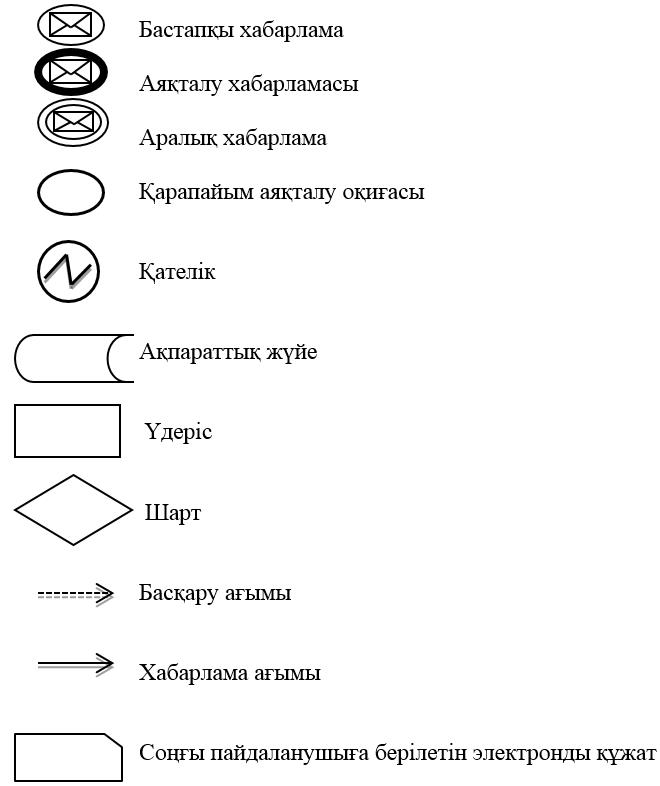 Бастапқы хабарлама
Аяқталу хабарламасы
Аралық хабарлама
Қарапайым аяқталу оқиғасы
Қателік
Ақпараттық жүйе
Үдеріс
Шарт
Басқару ағымы
Хабарлама ағымы
Соңғы пайдаланушыға берілетін электронды құжат